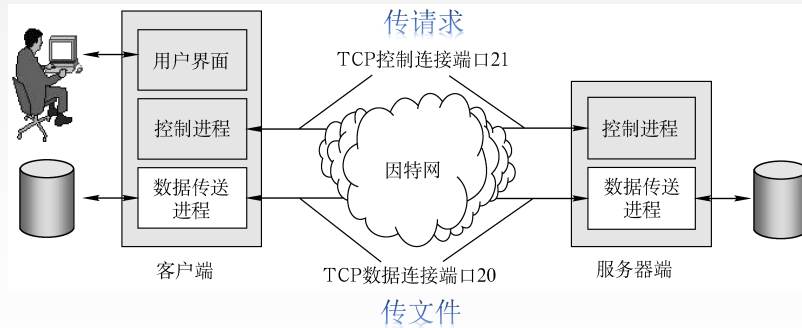 传请求
TCP控制连接端口21
用户界面
控制进程
控制进程
因特网
数据传送
进程
数据传送
进程
客户端
TCP数据连接端口20
服务器端
传文件